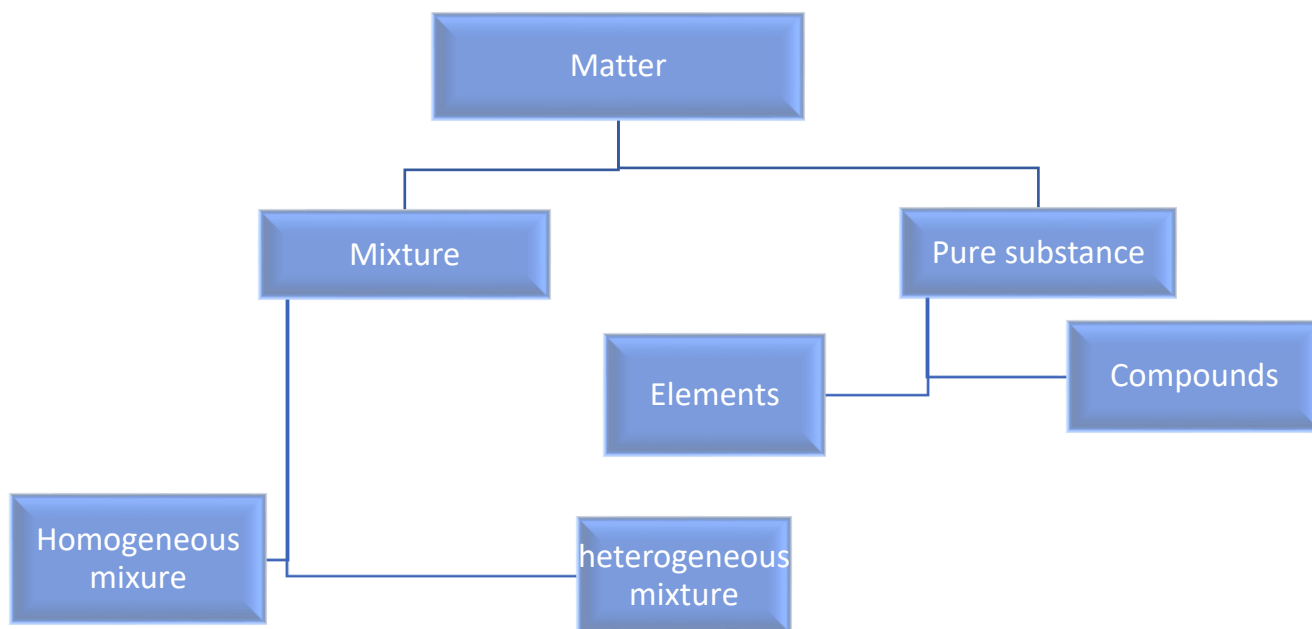 Matter
Mixture
Pure substance
Elements
Compounds
Homogeneous
mixure
heterogeneous
mixture